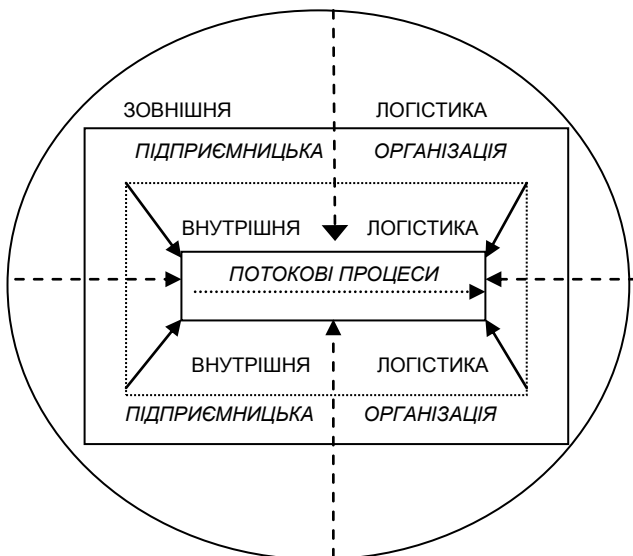 ЗОВНІШНЯ ЛОГІСТИКА
ПІДПРИЄМНИЦЬКА ОРГАНІЗАЦІЯ
ВНУТРІШНЯ ЛОГІСТИКА
ПОТОКОВІ ПРОЦЕСИ
ВНУТРІШНЯ ЛОГІСТИКА
ПІДПРИЄМНИЦЬКА ОРГАНІЗАЦІЯ